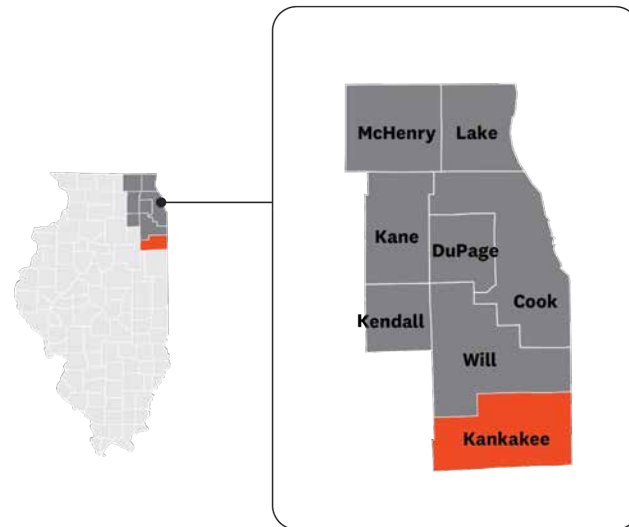 McHenry Lake
Kane
DuPage
Cook
Kendall
Will
Kankakee